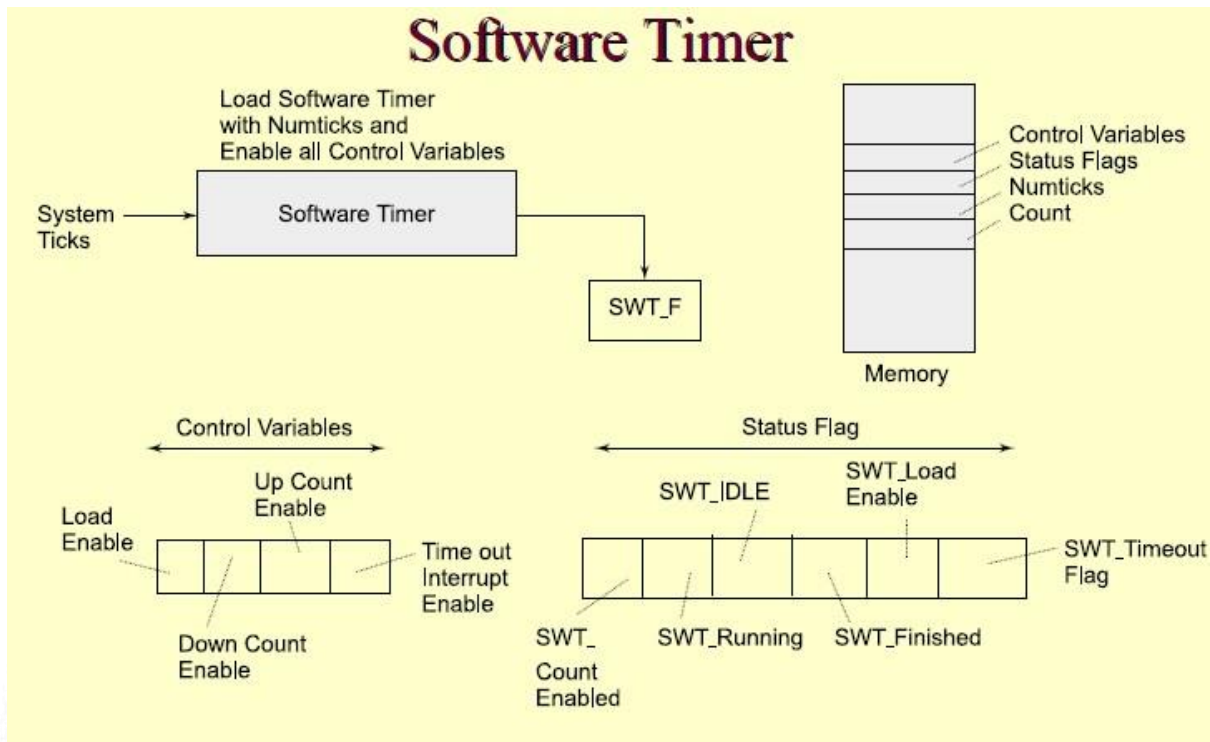 Software Timer
Load Software Timer
with Numticks and
Enable all Control Variables
System
Ticks
Software Timer
SWT_F
Control Variables
Status Flags
Numticks
Count
Memory
Control Variables
Up Count
Enable
Load
Enable
Time out
Interrupt
Enable
Down Count
Enable
Status Flag
SWT_Load
Enable
SWT_IDLE
SWT_Timeout
Flag
SWT_
Count
Enabled
SWT_Running
SWT_Finished